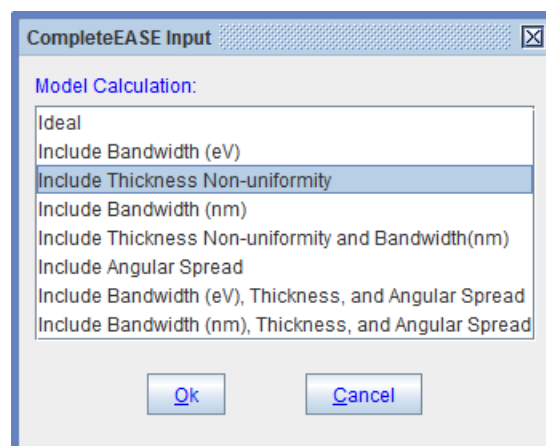 CompleteEASE Input
Model Calculation:
Ideal
Include Bandwidth (eV)
Include Thickness Non-uniformity
Include Bandwidth (nm)
Include Thickness Non-uniformity and Bandwidth(nm)
Include Angular Spread
Include Bandwidth (eV), Thickness, and Angular Spread
Include Bandwidth (nm), Thickness, and Angular Spread
Ok
Cancel